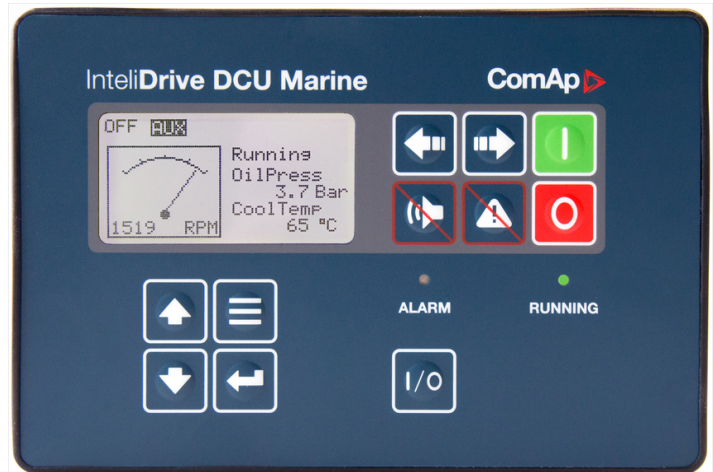 InteliDrive DCU Marine
ComAp
OFF AUX
Running
OilPress
3.7 Bar
CoolTemp
65 °C
1519 RPM
I
O
ALARM
RUNNING
I/O